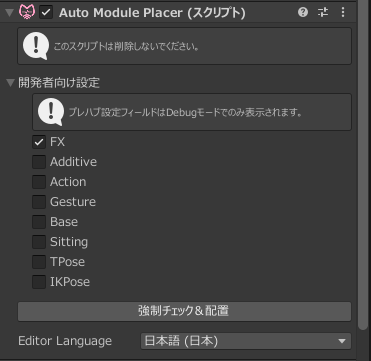 Auto Module Placer (スクリプト)
このスクリプトは削除しないでください。
開発者向け設定
プレハブ設定フィールドはDebugモードでのみ表示されます。
FX
Additive
Action
Gesture
Base
Sitting
TPose
IKPose
強制チェック＆配置
Editor Language 日本語 (日本)